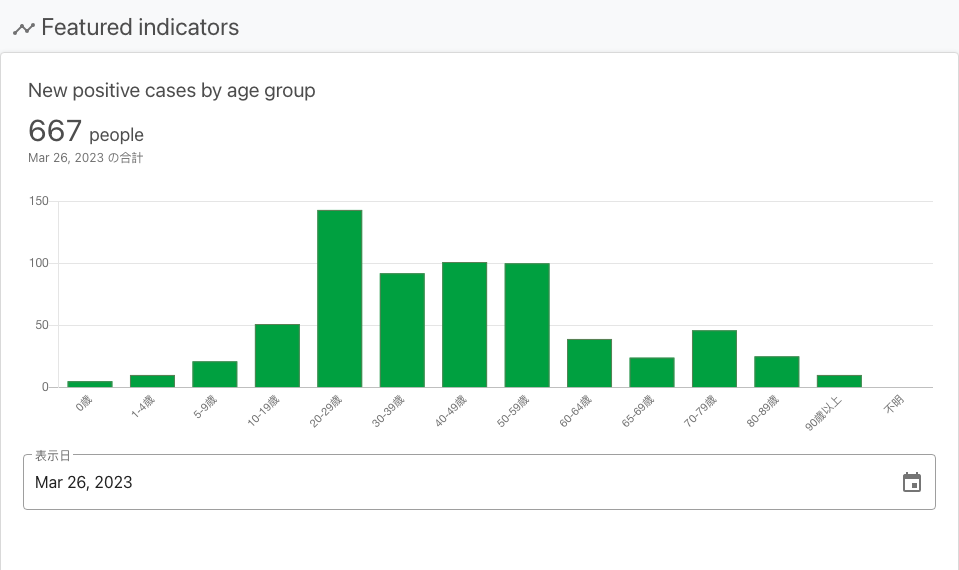 Featured indicators
New positive cases by age group
667 people
Mar 26, 2023 の合計
150
100
50
0
0歳
1-4歳
5-9歳
10-19歳
20-29歳
30-39歳
40-49歳
50-59歳
60-64歳
65-69歳
70-79歳
80-89歳
90歳以上
不明
表示日
Mar 26, 2023